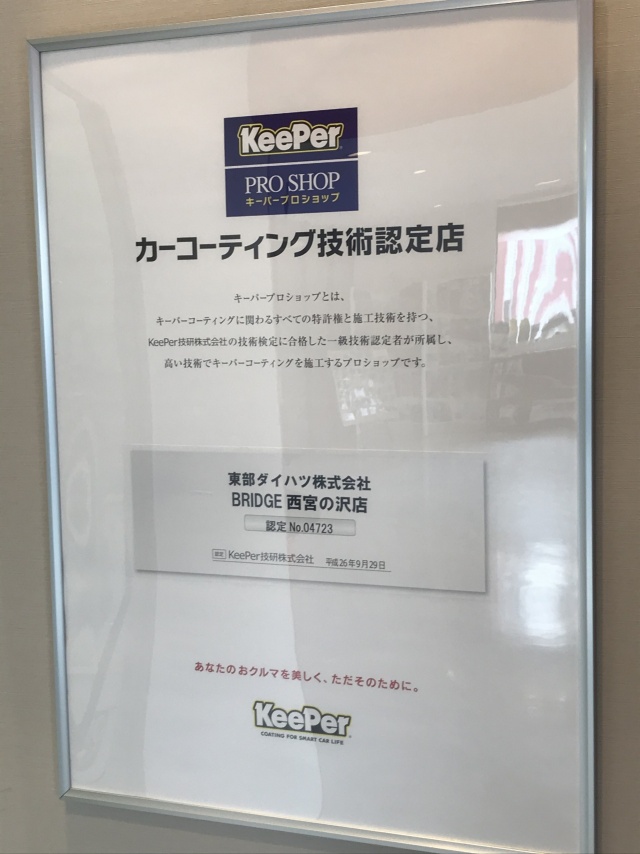 KeePer
PRO SHOP
キーパープロショップ
カーコーティング技術認定店
キーパープロショップとは、
キーパーコーティングに関わるすべての特許権と施工技術を持つ、
KeePer技研株式会社の技術検定に合格した一級技術認定者が所属し、
高い技術でキーパーコーティングを施工するプロショップです。
東部ダイハツ株式会社
BRIDGE 西宮の沢店
認定 No.04723
認定 KeePer技研株式会社 平成26年9月29日
あなたのおクルマを美しく、ただそのために。
KeePer
COATING FOR SMART CAR LIFE